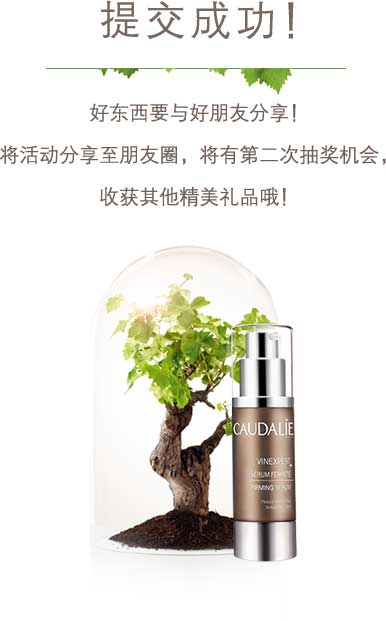 提交成功！
好东西要与好朋友分享！
将活动分享至朋友圈，将有第二次抽奖机会，
收获其他精美礼品哦！
CAUDALIE
VINEXPERT
SÉRUM FERMETÉ
FIRMING SERUM